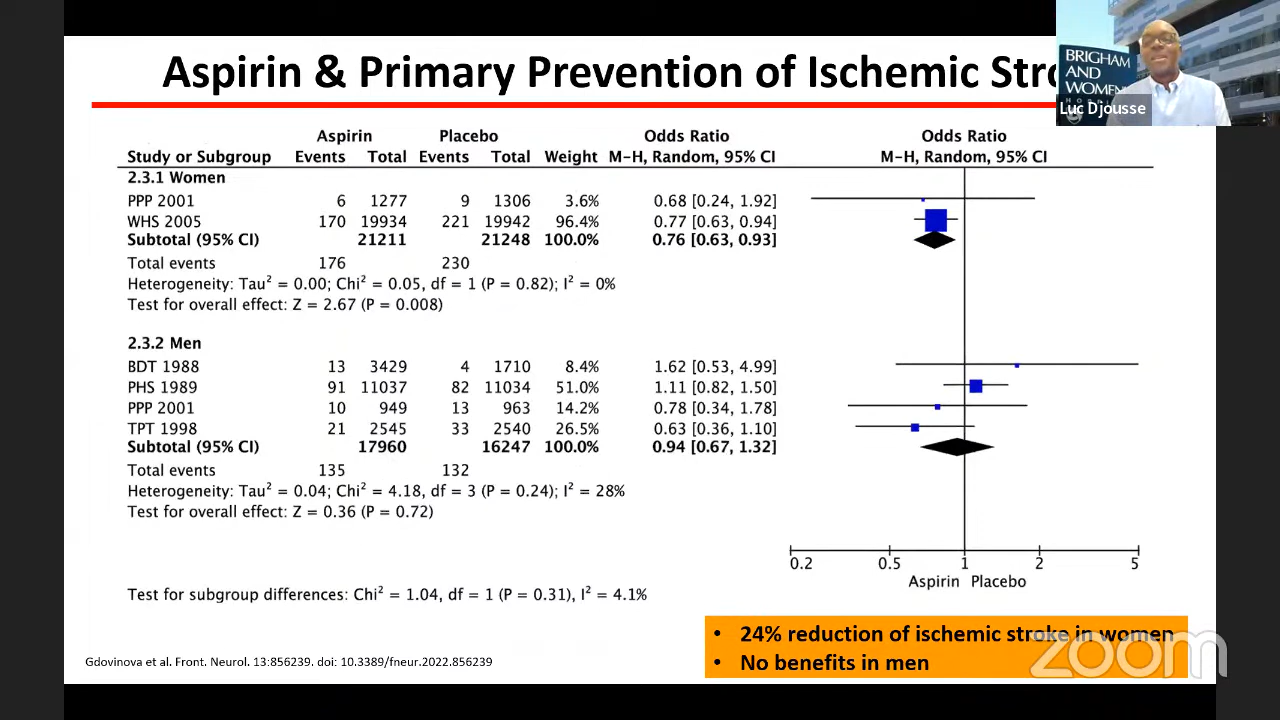 Aspirin & Primary Prevention of Ischemic Stro
BRIGHAM
AND
WOMEN
Luc Djousse
Aspirin Placebo Odds Ratio Odds Ratio
Study or Subgroup Events Total Events Total Weight M-H, Random, 95% CI M-H, Random, 95% CI
2.3.1 Women
PPP 2001 6 1277 9 1306 3.6% 0.68 [0.24, 1.92]
WHS 2005 170 19934 221 19942 96.4% 0.77 [0.63, 0.94]
Subtotal (95% CI) 21211 21248 100.0% 0.76 [0.63, 0.93]
Total events 176 230
Heterogeneity: Tau² = 0.00; Chi² = 0.05, df = 1 (P = 0.82); I² = 0%
Test for overall effect: Z = 2.67 (P = 0.008)
2.3.2 Men
BDT 1988 13 3429 4 1710 8.4% 1.62 [0.53, 4.99]
PHS 1989 91 11037 82 11034 51.0% 1.11 [0.82, 1.50]
PPP 2001 10 949 13 963 14.2% 0.78 [0.34, 1.78]
TPT 1998 21 2545 33 2540 26.5% 0.63 [0.36, 1.10]
Subtotal (95% CI) 17960 16247 100.0% 0.94 [0.67, 1.32]
Total events 135 132
Heterogeneity: Tau² = 0.04; Chi² = 4.18, df = 3 (P = 0.24); I² = 28%
Test for overall effect: Z = 0.36 (P = 0.72)
0.2 0.5 1 2 5
Aspirin Placebo
Test for subgroup differences: Chi² = 1.04, df = 1 (P = 0.31), I² = 4.1%
• 24% reduction of ischemic stroke in women
• No benefits in men
zoom
Gdovinova et al. Front. Neurol. 13:856239. doi: 10.3389/fneur.2022.856239